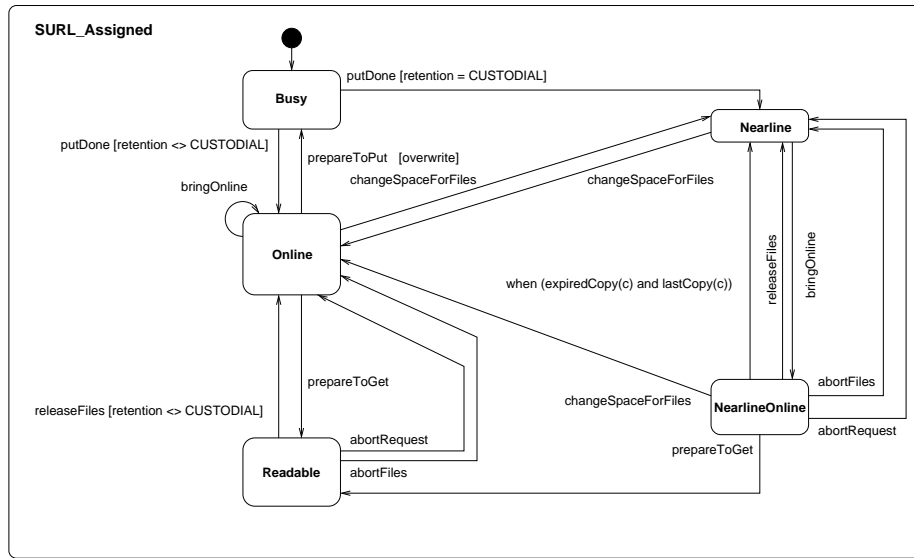 SURL_Assigned
putDone [retention = CUSTODIAL]
Busy
Nearline
putDone [retention <> CUSTODIAL]
prepareToPut [overwrite]
changeSpaceForFiles
changeSpaceForFiles
bringOnline
Online
releaseFiles
bringOnline
when (expiredCopy(c) and lastCopy(c))
prepareToGet
abortFiles
changeSpaceForFiles
NearlineOnline
releaseFiles [retention <> CUSTODIAL]
abortRequest
abortRequest
prepareToGet
Readable
abortFiles